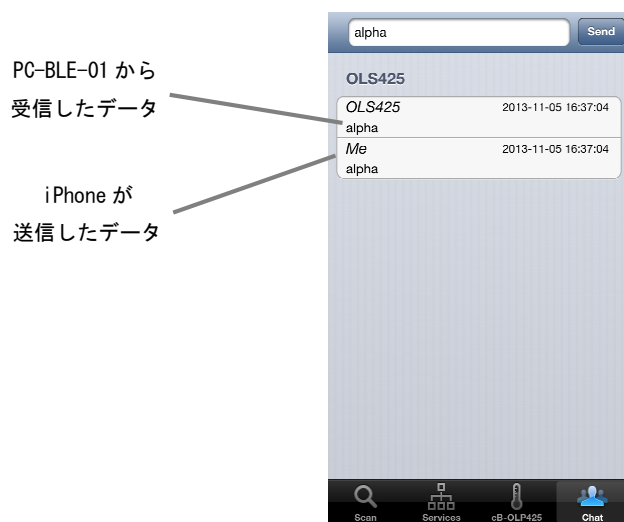 PC-BLE-01 から
受信したデータ
iPhone が
送信したデータ
alpha
Send
OLS425
OLS425 2013-11-05 16:37:04
alpha
Me 2013-11-05 16:37:04
alpha
Scan Services cB-OLP425 Chat